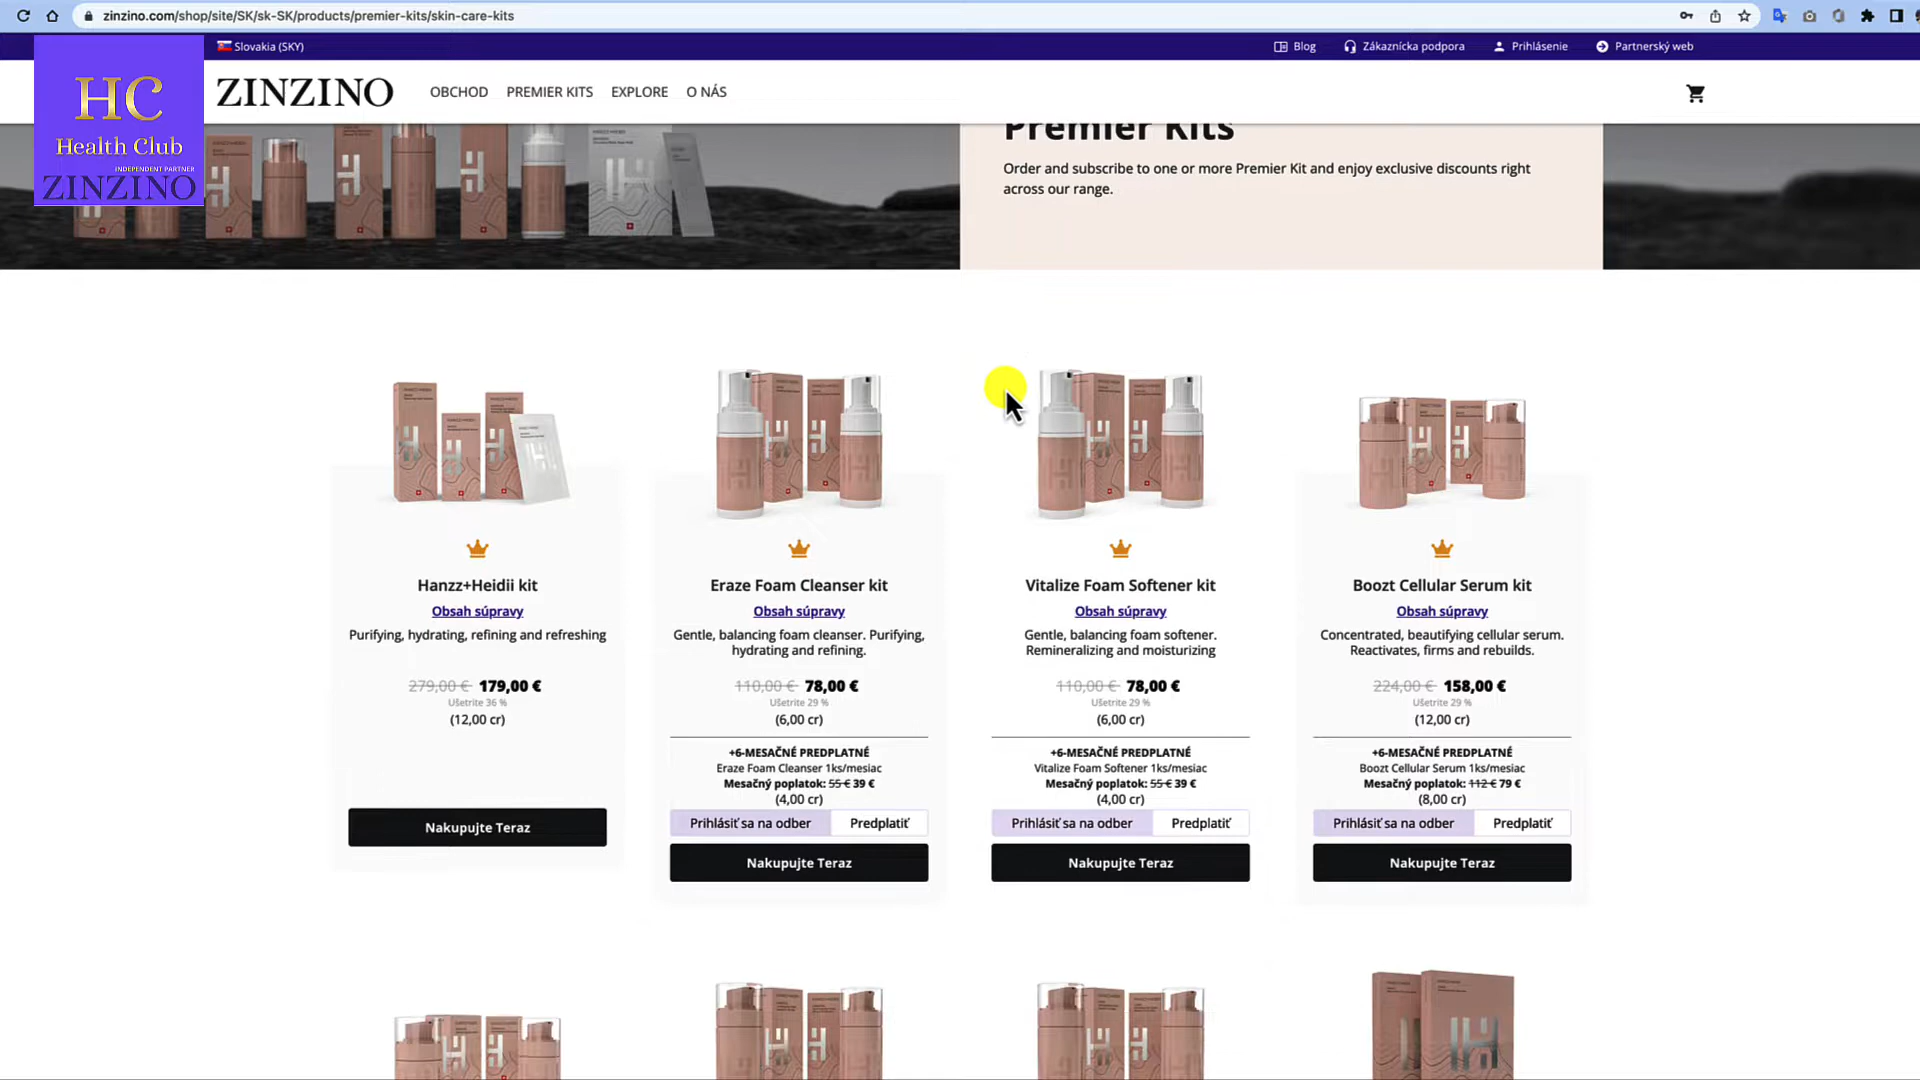 zinzino.com/shop/site/SK/sk-SK/products/premier-kits/skin-care-kits
Slovakia (SKY)
Blog
Zákaznícka podpora
Prihlásenie
Partnerský web
HC
Health Club
INDEPENDENT PARTNER
ZINZINO
ZINZINO
OBCHOD
PREMIER KITS
EXPLORE
O NÁS
Premier Kits
Order and subscribe to one or more Premier Kit and enjoy exclusive discounts right
across our range.
Hanzz+Heidii kit
Obsah súpravy
Purifying, hydrating, refining and refreshing
279,00 € 179,00 €
Ušetrite 36 %
(12,00 cr)
Nakupujte Teraz
Eraze Foam Cleanser kit
Obsah súpravy
Gentle, balancing foam cleanser. Purifying,
hydrating and refining.
110,00 € 78,00 €
Ušetrite 29 %
(6,00 cr)
+6-MESAČNÉ PREDPLATNÉ
Eraze Foam Cleanser 1ks/mesiac
Mesačný poplatok: 55 € 39 €
(4,00 cr)
Prihlásiť sa na odber
Predplatiť
Nakupujte Teraz
Vitalize Foam Softener kit
Obsah súpravy
Gentle, balancing foam softener.
Remineralizing and moisturizing
110,00 € 78,00 €
Ušetrite 29 %
(6,00 cr)
+6-MESAČNÉ PREDPLATNÉ
Vitalize Foam Softener 1ks/mesiac
Mesačný poplatok: 55 € 39 €
(4,00 cr)
Prihlásiť sa na odber
Predplatiť
Nakupujte Teraz
Boozt Cellular Serum kit
Obsah súpravy
Concentrated, beautifying cellular serum.
Reactivates, firms and rebuilds.
224,00 € 158,00 €
Ušetrite 29 %
(12,00 cr)
+6-MESAČNÉ PREDPLATNÉ
Boozt Cellular Serum 1ks/mesiac
Mesačný poplatok: 112 € 79 €
(8,00 cr)
Prihlásiť sa na odber
Predplatiť
Nakupujte Teraz